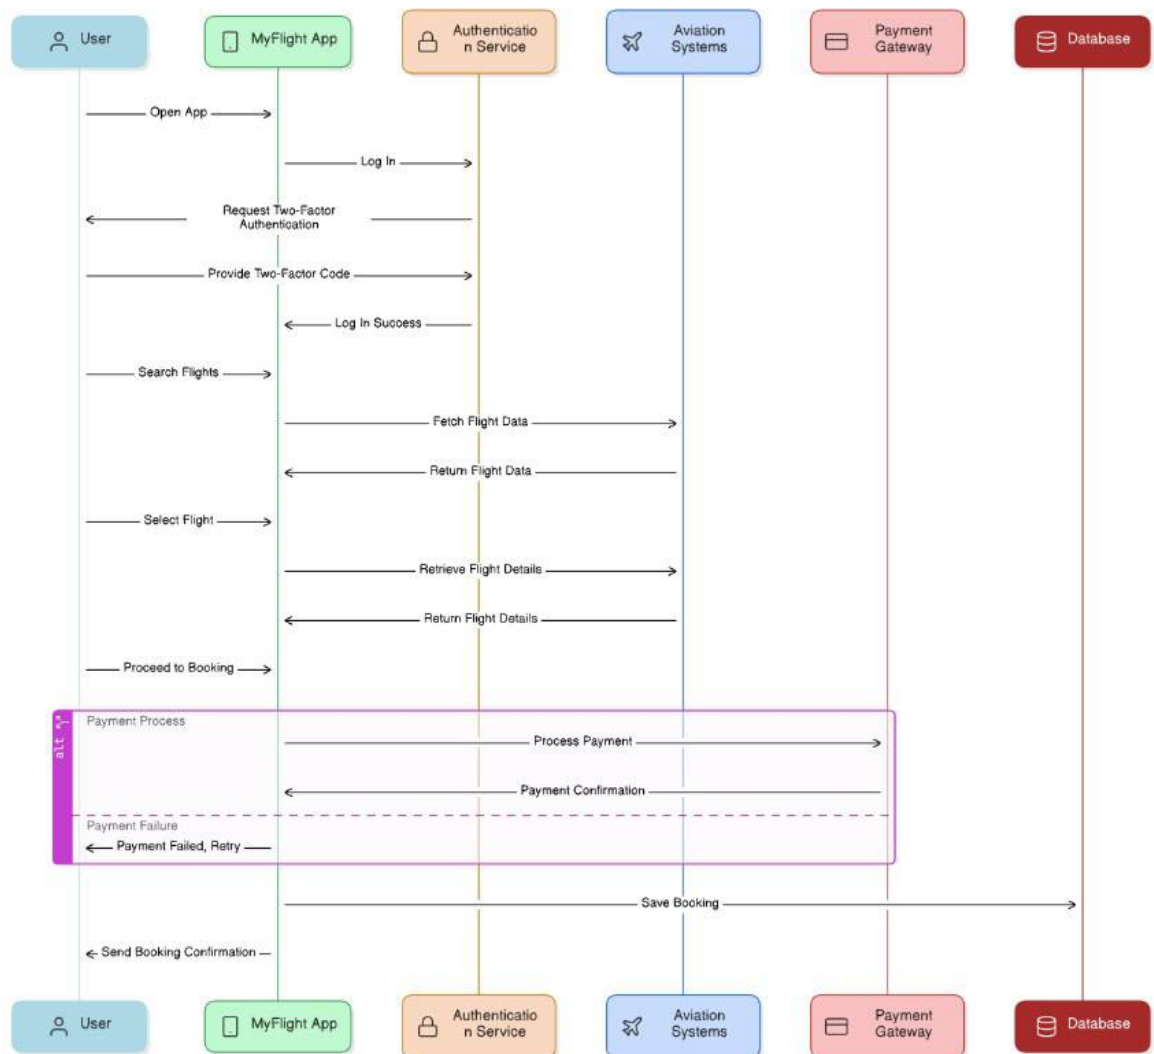 User
MyFlight App
Authenticatio
n Service
Aviation
Systems
Payment
Gateway
Database
Open App
Log In
Request Two-Factor
Authentication
Provide Two-Factor Code
Log In Success
Search Flights
Fetch Flight Data
Return Flight Data
Select Flight
Retrieve Flight Details
Return Flight Details
Proceed to Booking
alt
Payment Process
Process Payment
Payment Confirmation
Payment Failure
Payment Failed, Retry
Save Booking
Send Booking Confirmation
User
MyFlight App
Authenticatio
n Service
Aviation
Systems
Payment
Gateway
Database